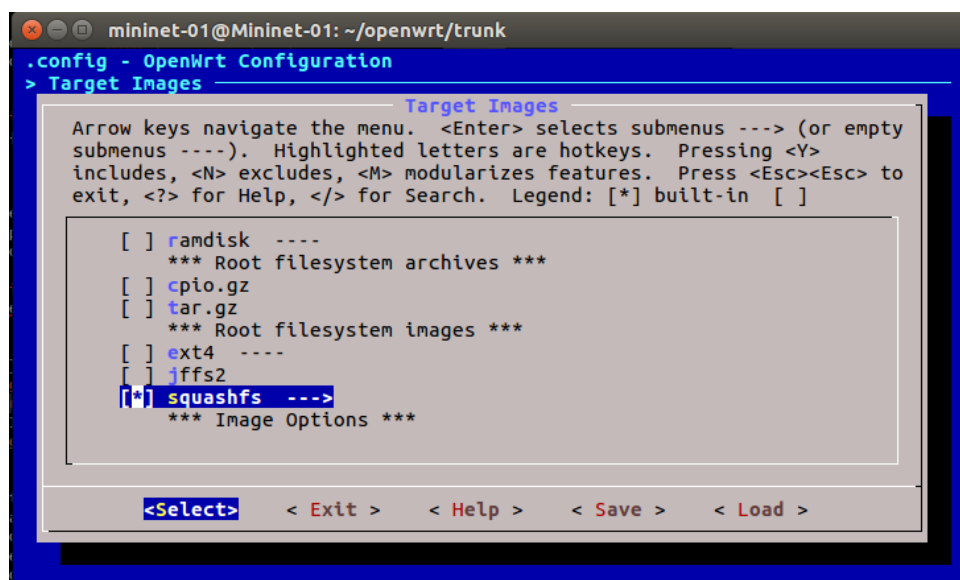 mininet-01@Mininet-01: ~/openwrt/trunk
.config - OpenWrt Configuration
> Target Images
Target Images
Arrow keys navigate the menu.  <Enter> selects submenus ---> (or empty
submenus ----).  Highlighted letters are hotkeys.  Pressing <Y>
includes, <N> excludes, <M> modularizes features.  Press <Esc><Esc> to
exit, <?> for Help, </> for Search.  Legend: [*] built-in  [ ]
[ ] ramdisk  ----
*** Root filesystem archives ***
[ ] cpio.gz
[ ] tar.gz
*** Root filesystem images ***
[ ] ext4  ----
[ ] jffs2
[*] squashfs  --->
*** Image Options ***
<Select>    < Exit >    < Help >    < Save >    < Load >